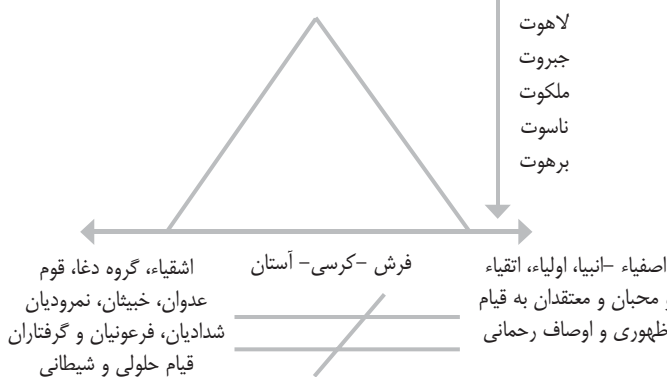 لاهوت
جبروت
ملکوت
ناسوت
برهوت
اصفیاء –انبیا، اولیاء، اتقیاء
و محبان و معتقدان به قیام
ظهوری و اوصاف رحمانی
فرش –کرسی– آستان
اشقیاء، گروه دغا، قوم
عدوان، خبیثان، نمرودیان
شدادیان، فرعونیان و گرفتاران
قیام حلولی و شیطانی